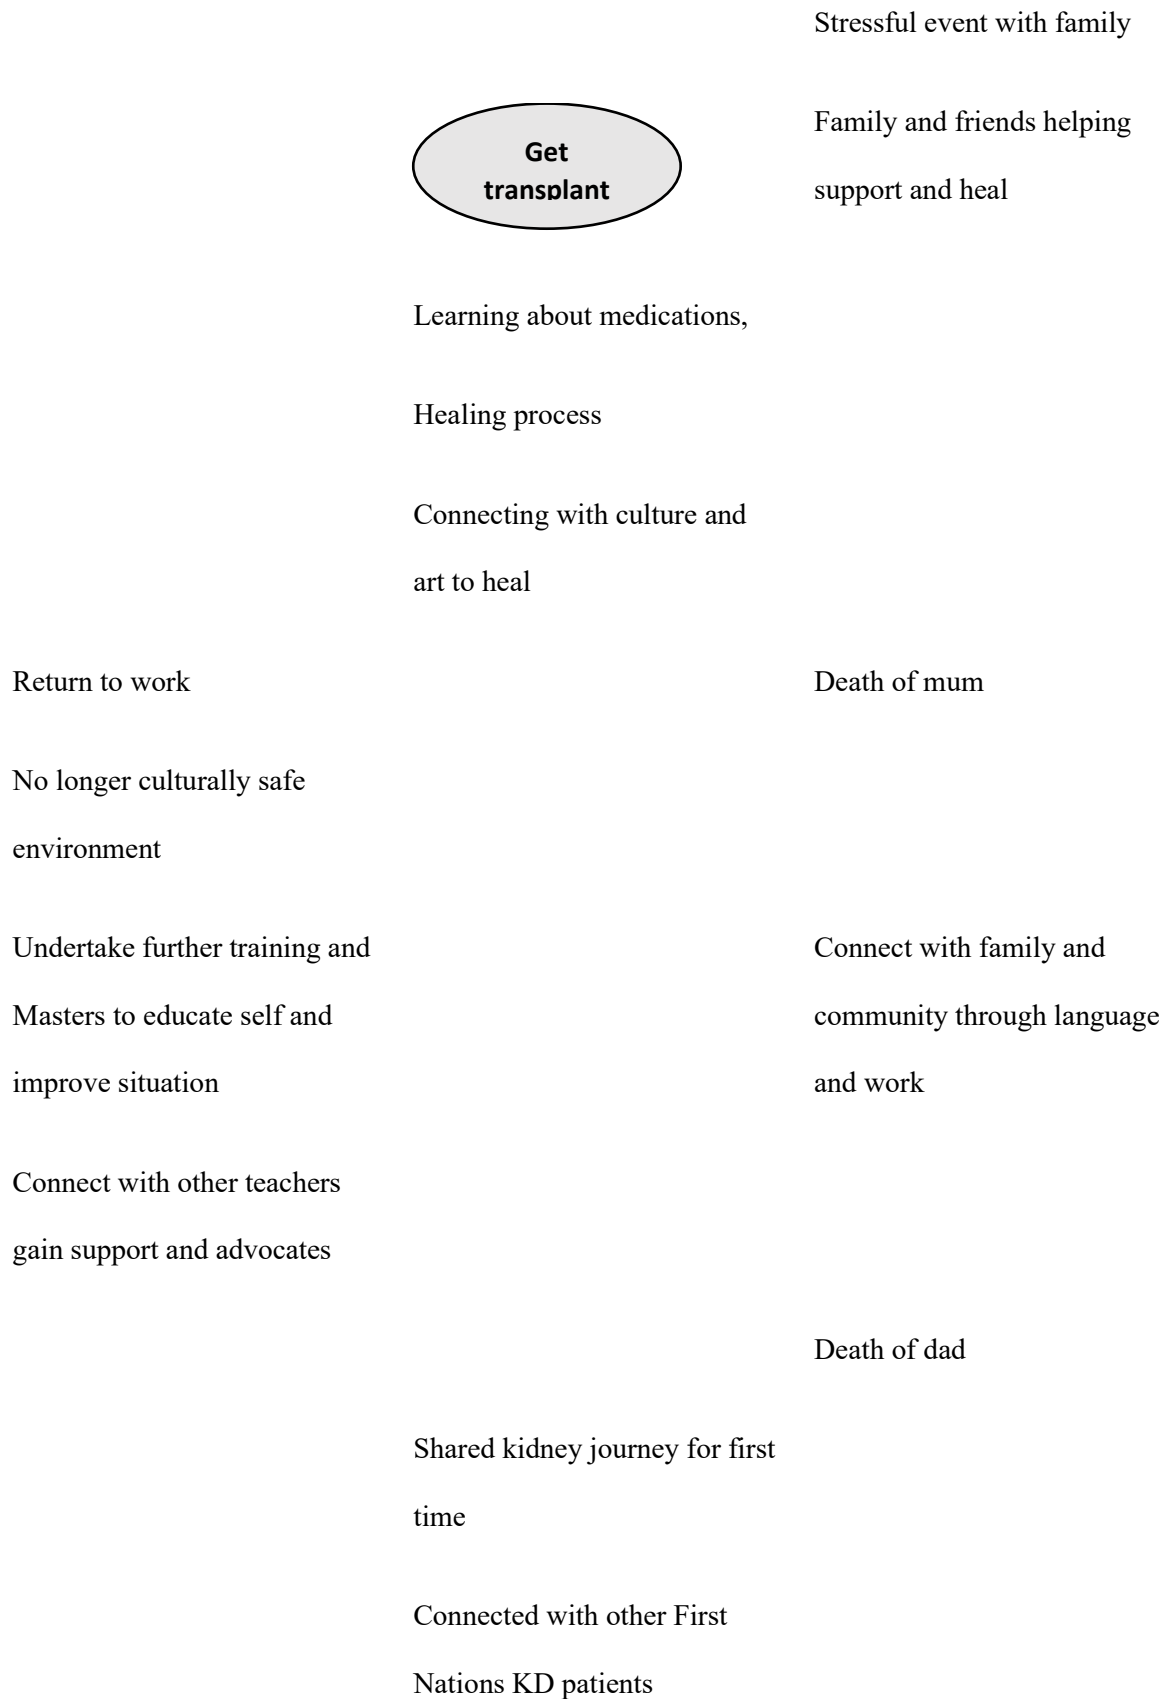 Stressful event with family
Get
transplant
Family and friends helping
support and heal
Learning about medications,
Healing process
Connecting with culture and
art to heal
Return to work
Death of mum
No longer culturally safe
environment
Undertake further training and
Masters to educate self and
improve situation
Connect with family and
community through language
and work
Connect with other teachers
gain support and advocates
Death of dad
Shared kidney journey for first
time
Connected with other First
Nations KD patients